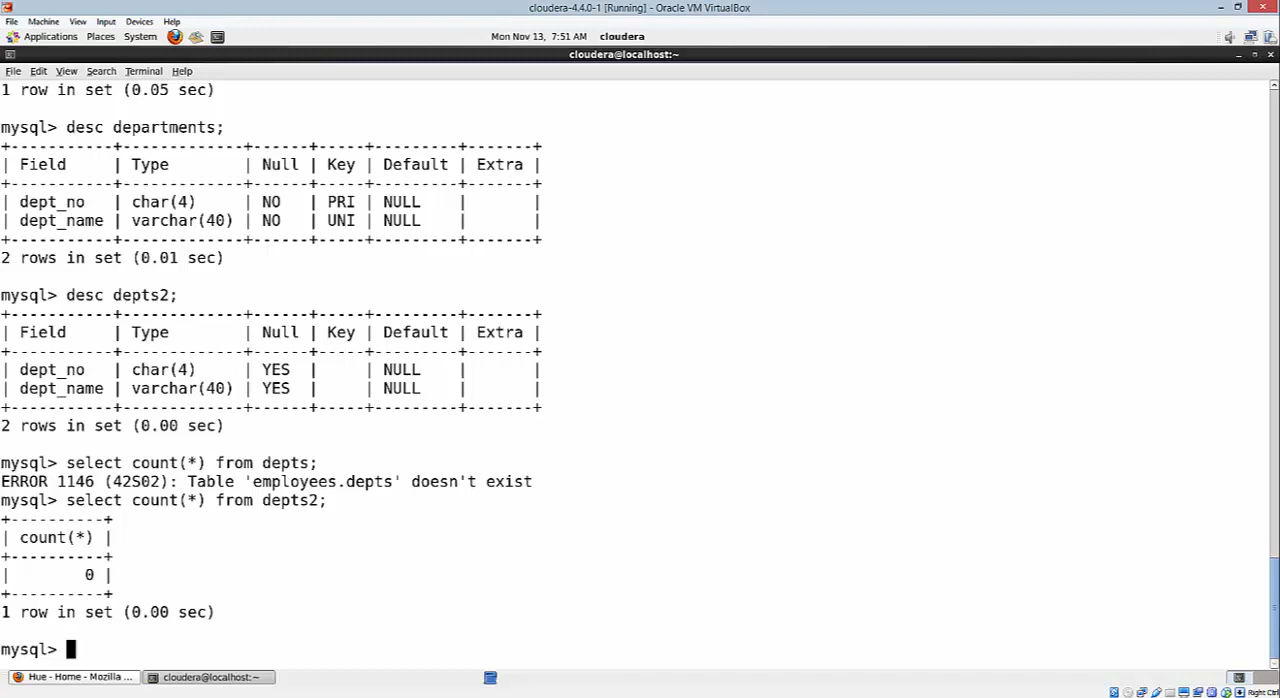 cloudera-4.4.0-1 [Running] - Oracle VM VirtualBox
File Machine View Input Devices Help
Applications Places System Mon Nov 13, 7:51 AM cloudera
cloudera@localhost:~
File Edit View Search Terminal Help
1 row in set (0.05 sec)
mysql> desc departments;
+-----------+-------------+------+-----+---------+-------+
| Field | Type | Null | Key | Default | Extra |
+-----------+-------------+------+-----+---------+-------+
| dept_no | char(4) | NO | PRI | NULL | |
| dept_name | varchar(40) | NO | UNI | NULL | |
+-----------+-------------+------+-----+---------+-------+
2 rows in set (0.01 sec)
mysql> desc depts2;
+-----------+-------------+------+-----+---------+-------+
| Field | Type | Null | Key | Default | Extra |
+-----------+-------------+------+-----+---------+-------+
| dept_no | char(4) | YES | | NULL | |
| dept_name | varchar(40) | YES | | NULL | |
+-----------+-------------+------+-----+---------+-------+
2 rows in set (0.00 sec)
mysql> select count(*) from depts;
ERROR 1146 (42S02): Table 'employees.depts' doesn't exist
mysql> select count(*) from depts2;
+----------+
| count(*) |
+----------+
| 0 |
+----------+
1 row in set (0.00 sec)
mysql>
Hue - Home - Mozilla ... cloudera@localhost:~
Right Ctrl